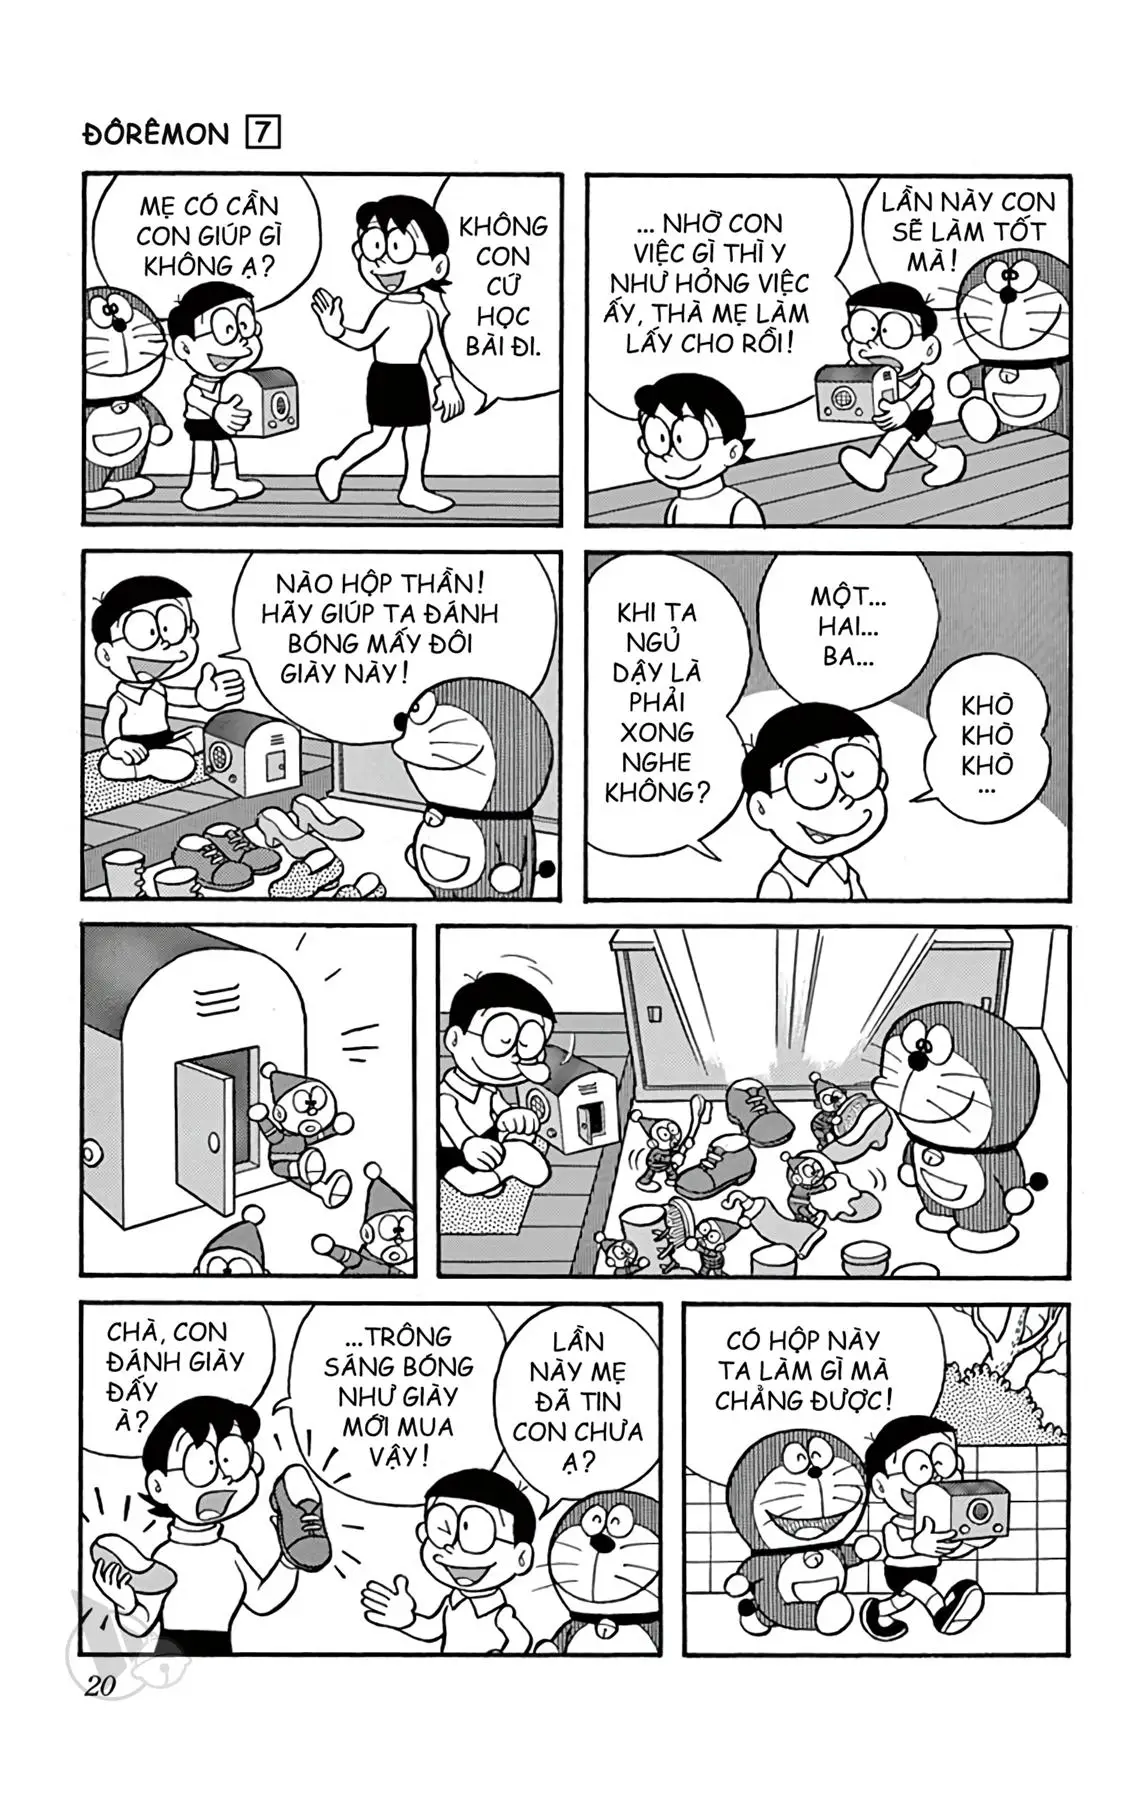 ĐÔRÊMON 7
MẸ CÓ CẦN
CON GIÚP GÌ
KHÔNG Ạ?
KHÔNG
CON
CỨ
HỌC
BÀI ĐI.
... NHỜ CON
VIỆC GÌ THÌ Y
NHƯ HỎNG VIỆC
ẤY, THÀ MẸ LÀM
LẤY CHO RỒI!
LẦN NÀY CON
SẼ LÀM TỐT
MÀ!
NÀO HỘP THẦN!
HÃY GIÚP TA ĐÁNH
BÓNG MẤY ĐÔI
GIÀY NÀY!
KHI TA
NGỦ
DẬY LÀ
PHẢI
XONG
NGHE
KHÔNG?
MỘT...
HAI...
BA...
KHÒ
KHÒ
KHÒ
...
CHÀ, CON
ĐÁNH GIÀY
ĐẤY
À?
...TRÔNG
SÁNG BÓNG
NHƯ GIÀY
MỚI MUA
VẬY!
LẦN
NÀY MẸ
ĐÃ TIN
CON CHƯA
Ạ?
CÓ HỘP NÀY
TA LÀM GÌ MÀ
CHẲNG ĐƯỢC!
20